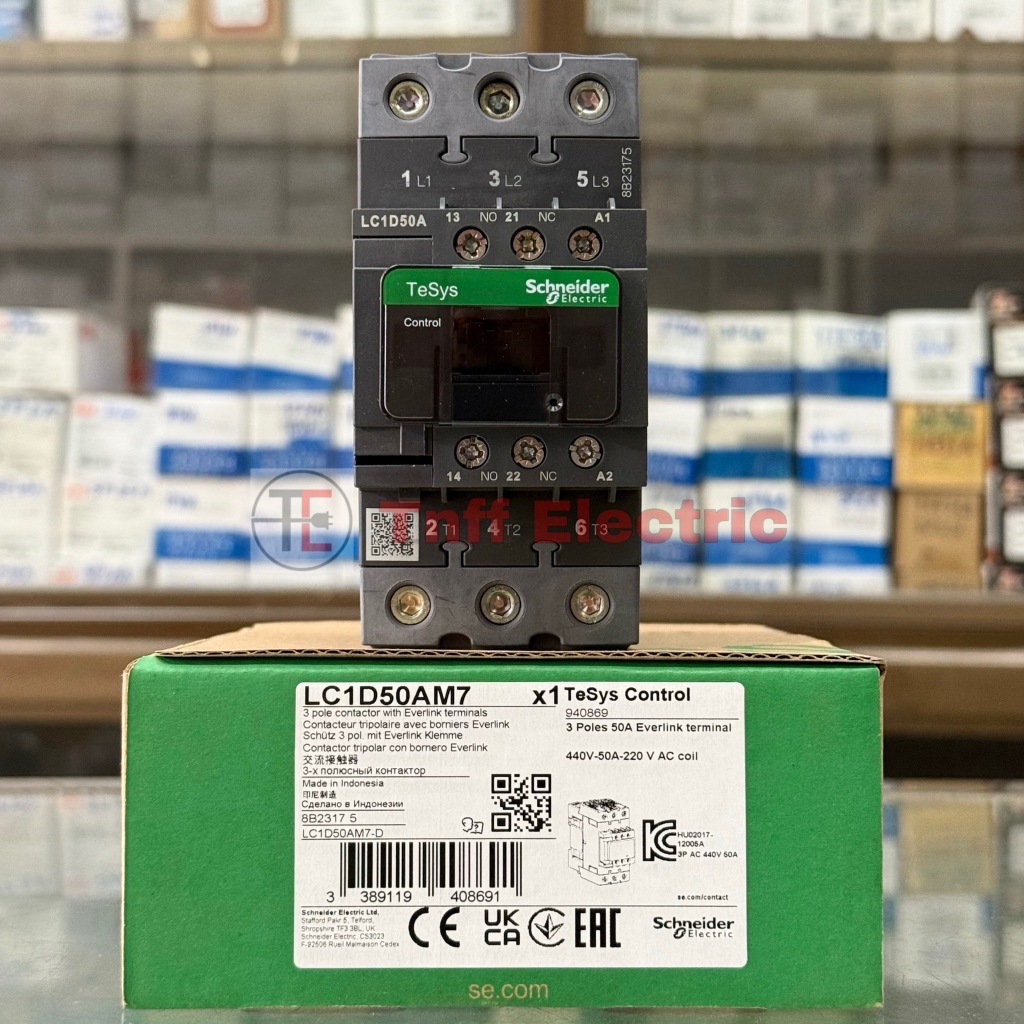 1 L1 3 L2 5 L3
8B23175
LC1D50A
13 NO 21 NC A1
TeSys
Schneider
Electric
Control
14 NO 22 NC A2
TE Tnff Electric
2 T1 4 T2 6 T3
LC1D50AM7 x1 TeSys Control
940869
3 pole contactor with Everlink terminals
Contacteur tripolaire avec borniers Everlink
Schütz 3 pol. mit Everlink Klemme
Contactor tripolar con bornero Everlink
交流接触器
3-х полюсный контактор
3 Poles 50A Everlink terminal
440V-50A-220 V AC coil
Made in Indonesia
印尼制造
Сделано в Индонезии
8B2317 5
LC1D50AM7-D
HU02017-
12005A
3P AC 440V 50A
3 389119 408691
se.com/contact
Schneider Electric Ltd,
Stafford Pakr 5, Telford,
Shropshire TF3 3BL, UK
Schneider Electric, CS3023
F-92506 Rueil Malmaison Cedex
CE UK CA EAC
Schneider
Electric
se.com